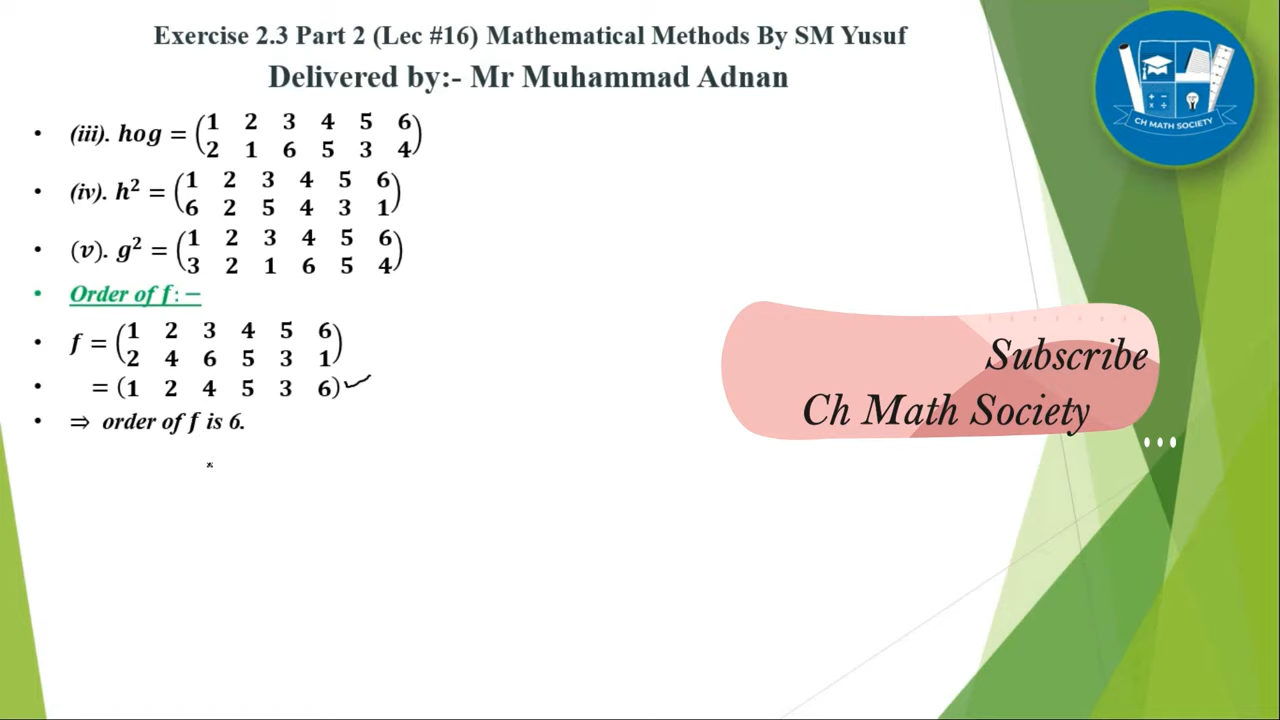 Exercise 2.3 Part 2 (Lec #16) Mathematical Methods By SM Yusuf
Delivered by:- Mr Muhammad Adnan
CH MATH SOCIETY
• (iii). hog = (1 2 3 4 5 6
2 1 6 5 3 4)
• (iv). h² = (1 2 3 4 5 6
6 2 5 4 3 1)
• (v). g² = (1 2 3 4 5 6
3 2 1 6 5 4)
• Order of f: −
• f = (1 2 3 4 5 6
2 4 6 5 3 1)
• = (1 2 4 5 3 6)
• ⇒ order of f is 6.
Subscribe
Ch Math Society
...